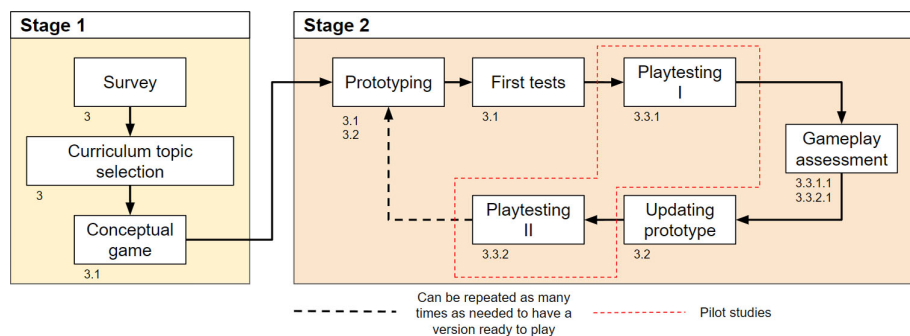 Stage 1
Survey
3
Curriculum topic
selection
3
Conceptual
game
3.1
Stage 2
Prototyping
3.1
3.2
First tests
3.1
Playtesting
I
3.3.1
Gameplay
assessment
3.3.1.1
3.3.2.1
Updating
prototype
3.2
Playtesting
II
3.3.2
Can be repeated as many
times as needed to have a
version ready to play
Pilot studies